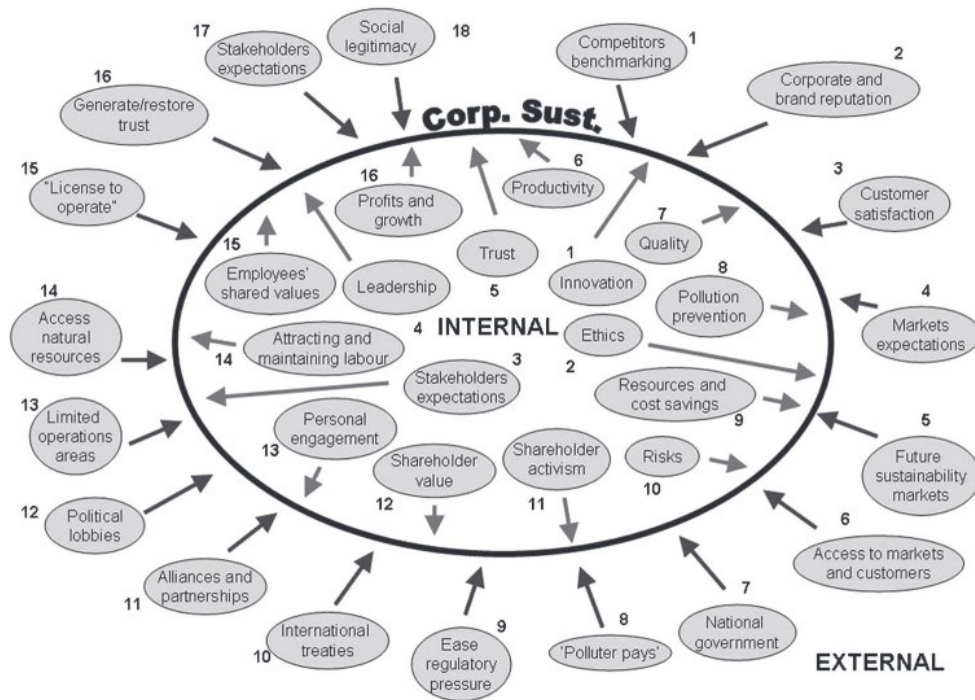 17
Stakeholders
expectations
Social
legitimacy
18
Competitors
benchmarking
1
2
Corporate and
brand reputation
16
Generate/restore
trust
Corp. Sust.
15
"License to
operate"
3
Customer
satisfaction
16
Profits and
growth
6
Productivity
7
Quality
15
Employees'
shared values
Leadership
Trust
5
1
Innovation
8
Pollution
prevention
14
Access
natural
resources
4
Markets
expectations
INTERNAL
14
Attracting and
maintaining labour
4
Ethics
2
3
Stakeholders
expectations
Resources and
cost savings
9
13
Limited
operations
areas
Personal
engagement
13
Shareholder
value
12
Shareholder
activism
11
Risks
10
5
Future
sustainability
markets
12
Political
lobbies
6
Access to markets
and customers
11
Alliances and
partnerships
10
International
treaties
9
Ease
regulatory
pressure
8
'Polluter pays'
7
National
government
EXTERNAL